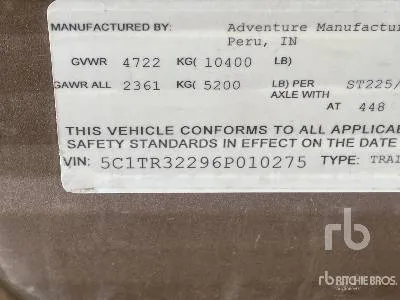 MANUFACTURED BY: Adventure Manufactur
Peru, IN
GVWR 4722 KG( 10400 LB)
GAWR ALL 2361 KG( 5200 LB) PER ST225/
AXLE WITH
AT 448
THIS VEHICLE CONFORMS TO ALL APPLICA
SAFETY STANDARDS IN EFFECT ON THE DATE
VIN: 5C1TR32296P010275 TYPE: TRAI
rb
rb RITCHIE BROS.